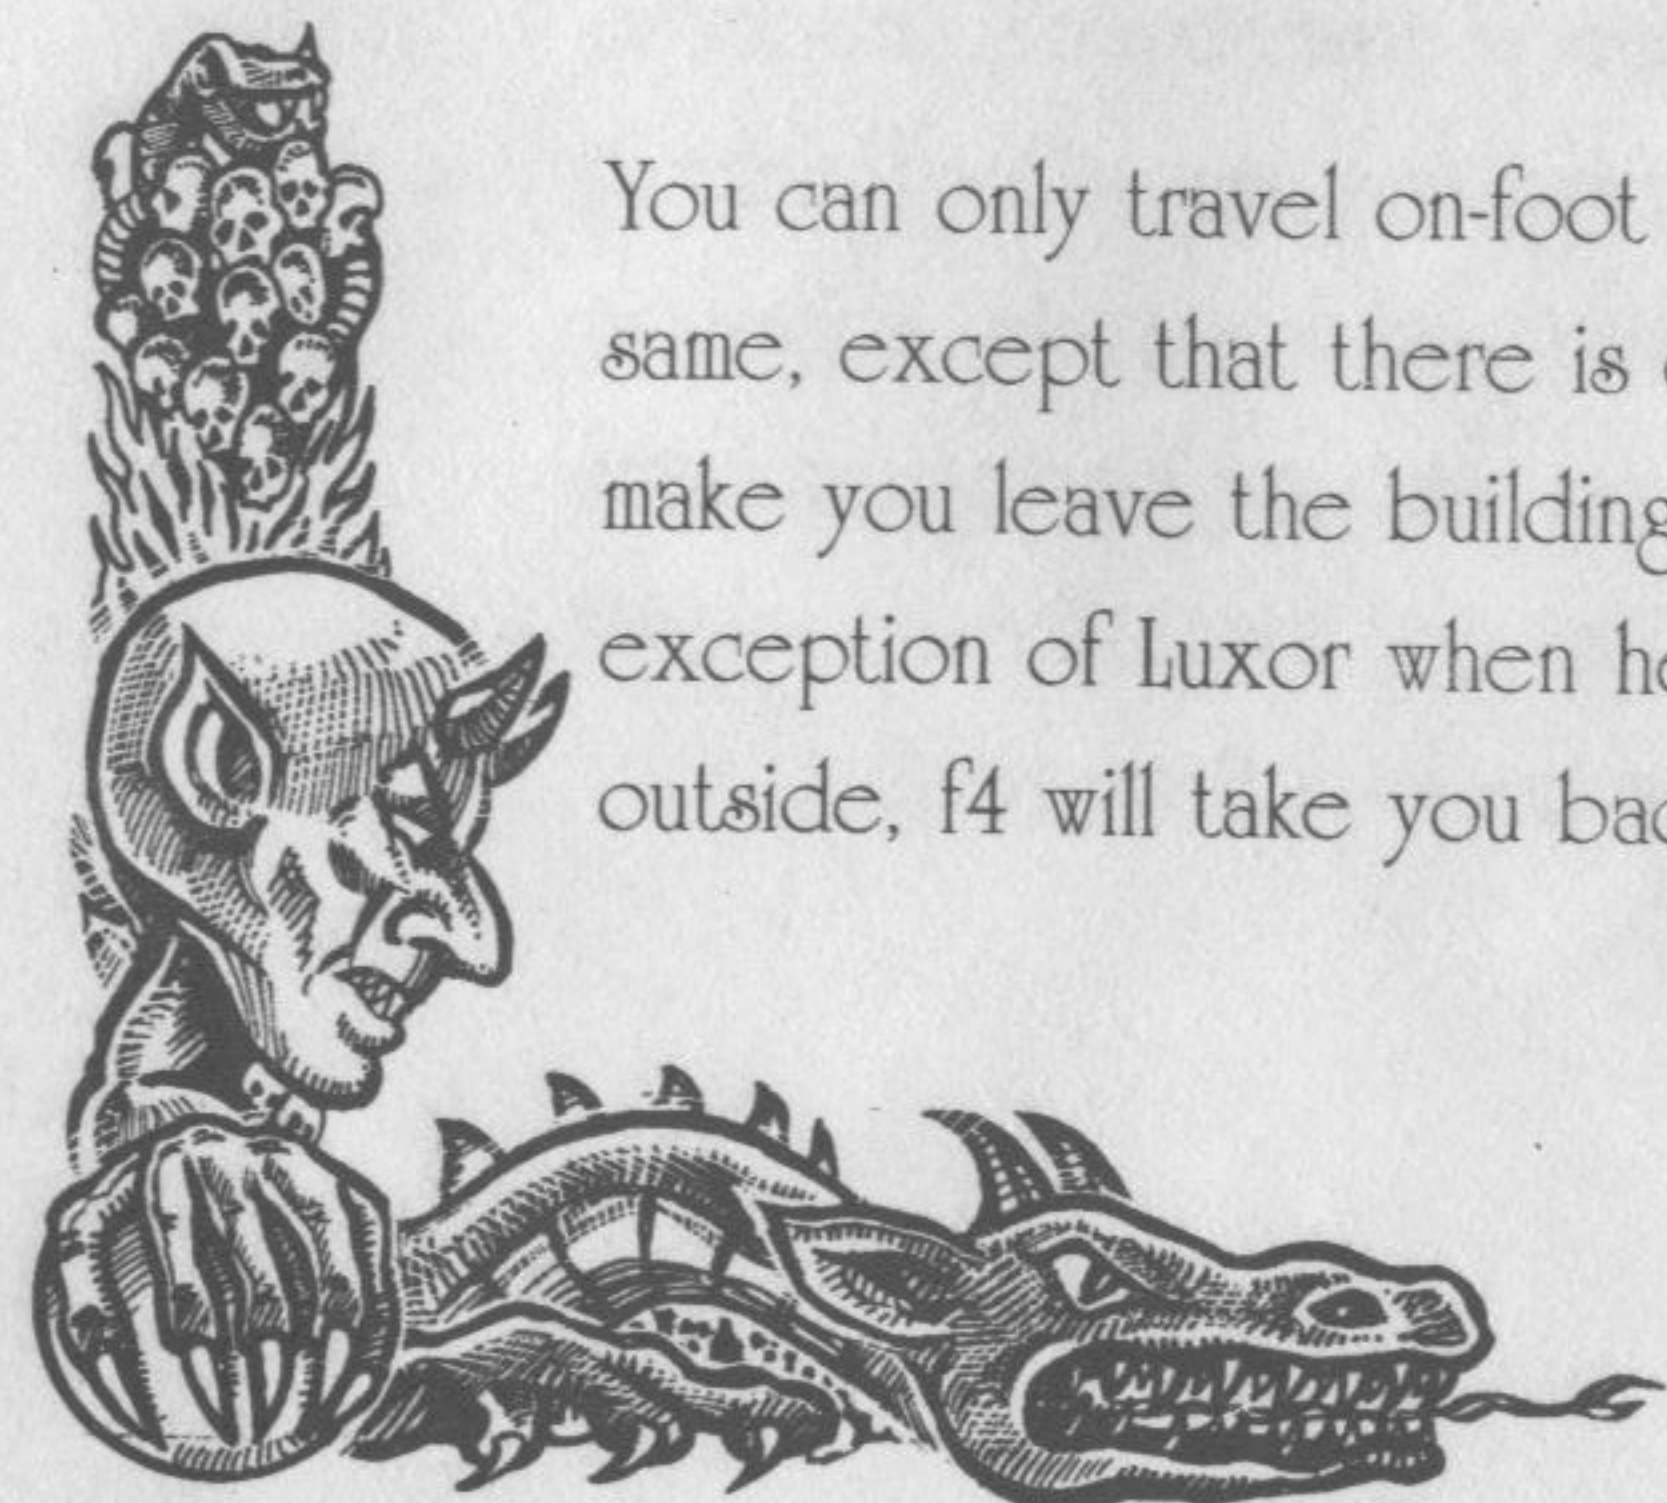 You can only travel on-foot
same, except that there is
make you leave the building
exception of Luxor when
outside, f4 will take you